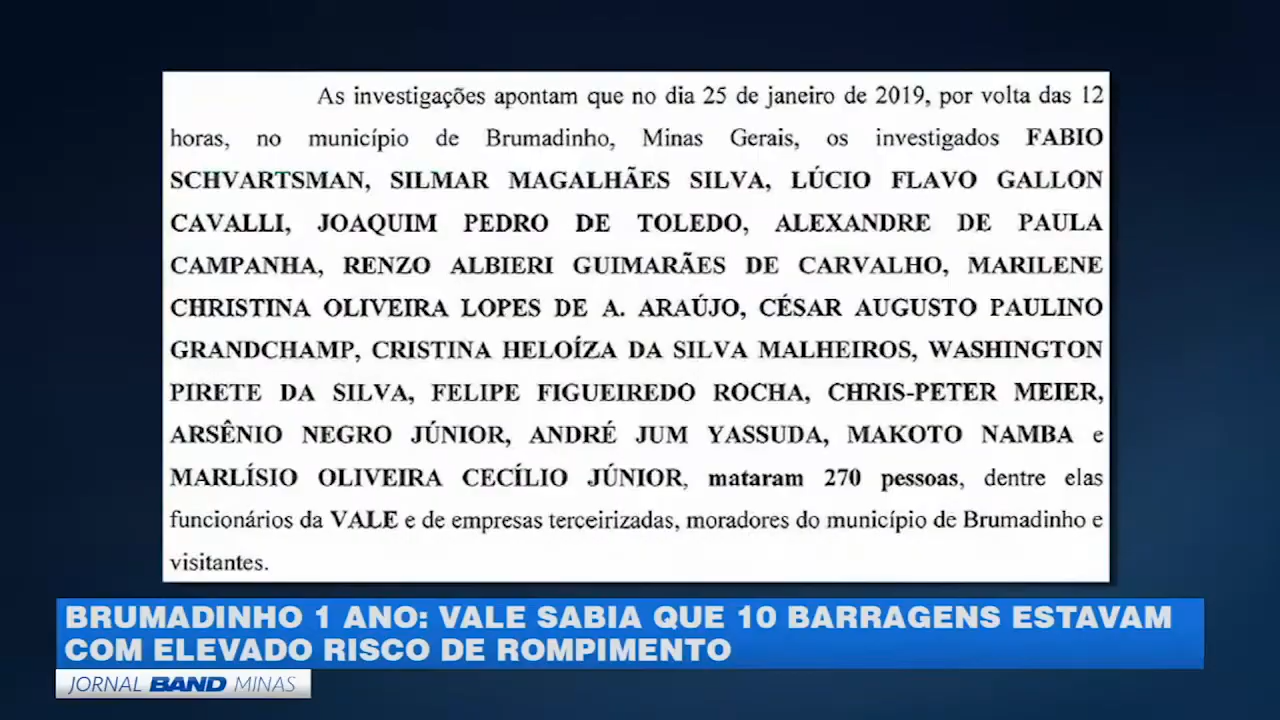 As investigações apontam que no dia 25 de janeiro de 2019, por volta das 12
horas, no município de Brumadinho, Minas Gerais, os investigados FABIO
SCHVARTSMAN, SILMAR MAGALHÃES SILVA, LÚCIO FLAVO GALLON
CAVALLI, JOAQUIM PEDRO DE TOLEDO, ALEXANDRE DE PAULA
CAMPANHA, RENZO ALBIERI GUIMARÃES DE CARVALHO, MARILENE
CHRISTINA OLIVEIRA LOPES DE A. ARAÚJO, CÉSAR AUGUSTO PAULINO
GRANDCHAMP, CRISTINA HELOÍZA DA SILVA MALHEIROS, WASHINGTON
PIRETE DA SILVA, FELIPE FIGUEIREDO ROCHA, CHRIS-PETER MEIER,
ARSÊNIO NEGRO JÚNIOR, ANDRÉ JUM YASSUDA, MAKOTO NAMBA e
MARLÍSIO OLIVEIRA CECÍLIO JÚNIOR, mataram 270 pessoas, dentre elas
funcionários da VALE e de empresas terceirizadas, moradores do município de Brumadinho e
visitantes.
BRUMADINHO 1 ANO: VALE SABIA QUE 10 BARRAGENS ESTAVAM
COM ELEVADO RISCO DE ROMPIMENTO
JORNAL BAND MINAS